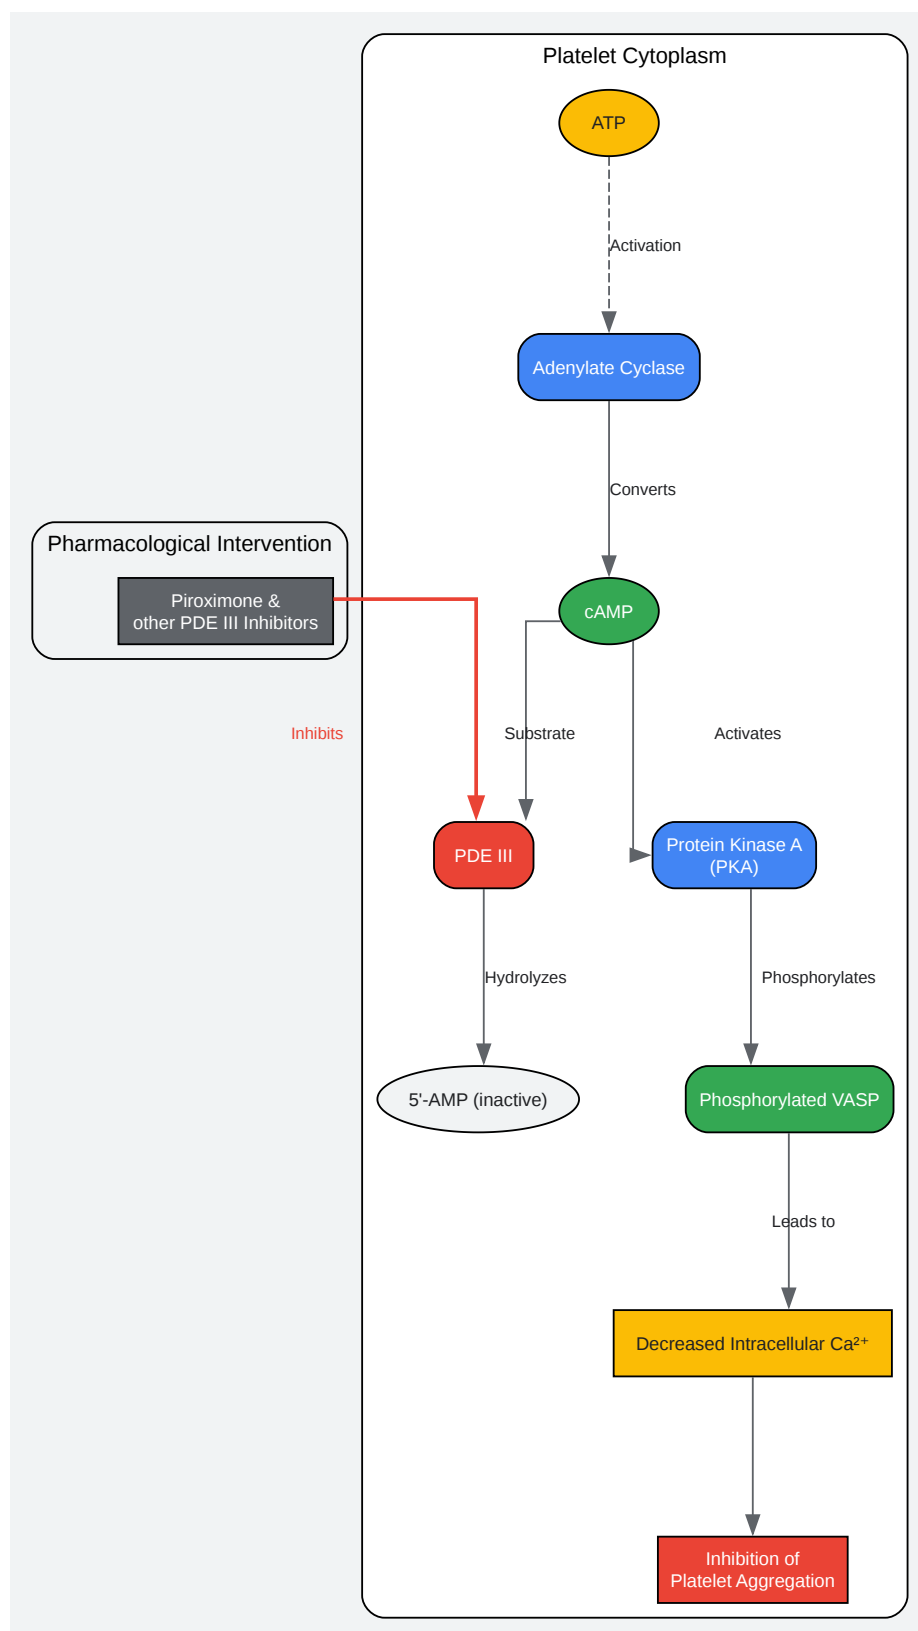 Platelet Cytoplasm
ATP
Activation
Adenylate Cyclase
Converts
Pharmacological Intervention
Piroximone &
other PDE III Inhibitors
cAMP
Inhibits
Substrate
Activates
PDE III
Protein Kinase A
(PKA)
Hydrolyzes
Phosphorylates
5'-AMP (inactive)
Phosphorylated VASP
Leads to
Decreased Intracellular Ca²⁺
Inhibition of
Platelet Aggregation